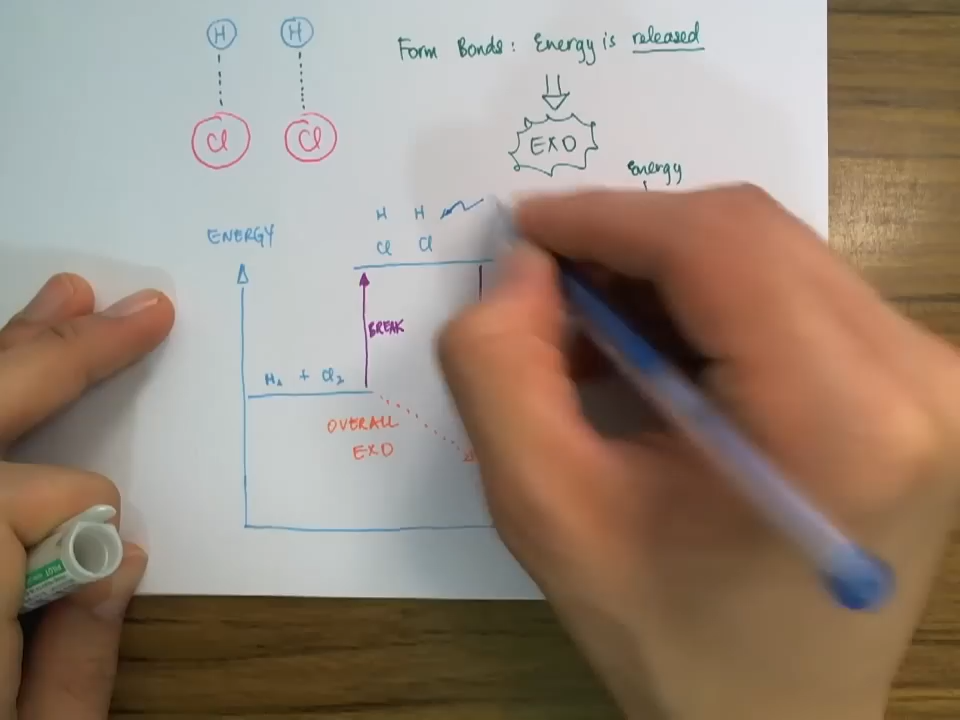 H H
Form Bonds: Energy is released
Cl Cl
EXO
Energy
ENERGY
H H
Cl Cl
BREAK
H₂ + Cl₂
OVERALL
EXO